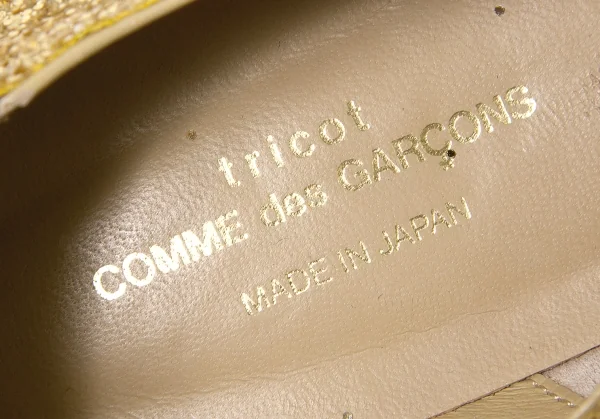 tricot
COMME des GARÇONS
MADE IN JAPAN